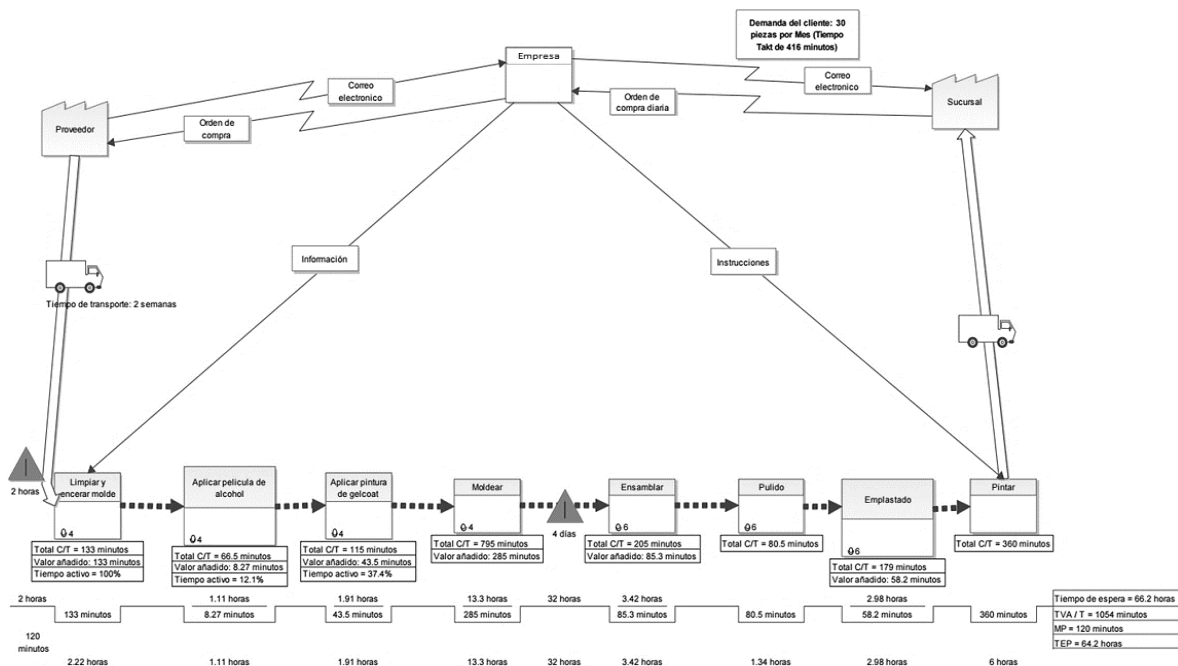 Demanda del cliente: 30
piezas por Mes (Tiempo
Takt de 416 minutos)
Empresa
Correo
electronico
Correo
electronico
Orden de
compra
Orden de
compra diaria
Proveedor
Sucursal
Información
Instrucciones
Tiempo de transporte: 2 semanas
2 horas
Limpiar y
encerar molde
4
Total C/T = 133 minutos
Valor añadido: 133 minutos
Tiempo activo = 100%
Aplicar pelicula de
alcohol
4
Total C/T = 66.5 minutos
Valor añadido: 8.27 minutos
Tiempo activo = 12.1%
Aplicar pintura
de gelcoat
4
Total C/T = 115 minutos
Valor añadido: 43.5 minutos
Tiempo activo = 37.4%
Moldear
4
Total C/T = 795 minutos
Valor añadido: 285 minutos
I
4 días
Ensamblar
6
Total C/T = 205 minutos
Valor añadido: 85.3 minutos
Pulido
6
Total C/T = 80.5 minutos
Emplastado
6
Total C/T = 179 minutos
Valor añadido: 58.2 minutos
Pintar
Total C/T = 360 minutos
2 horas 1.11 horas 1.91 horas 13.3 horas 32 horas 3.42 horas 2.98 horas
133 minutos 8.27 minutos 43.5 minutos 285 minutos 85.3 minutos 80.5 minutos 58.2 minutos 360 minutos
Tiempo de espera = 66.2 horas
TVA / T = 1054 minutos
MP = 120 minutos
TEP = 64.2 horas
120
minutos
2.22 horas 1.11 horas 1.91 horas 13.3 horas 32 horas 3.42 horas 1.34 horas 2.98 horas 6 horas